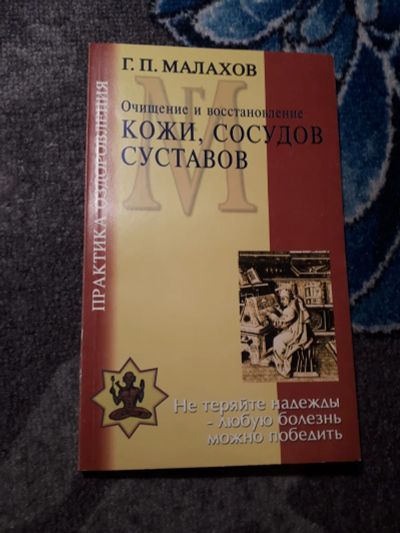 Г. П. МАЛАХОВ
Очищение и восстановление
КОЖИ, СОСУДОВ
СУСТАВОВ
ПРАКТИКА ОЗДОРОВЛЕНИЯ
Не теряйте надежды
- любую болезнь
можно победить